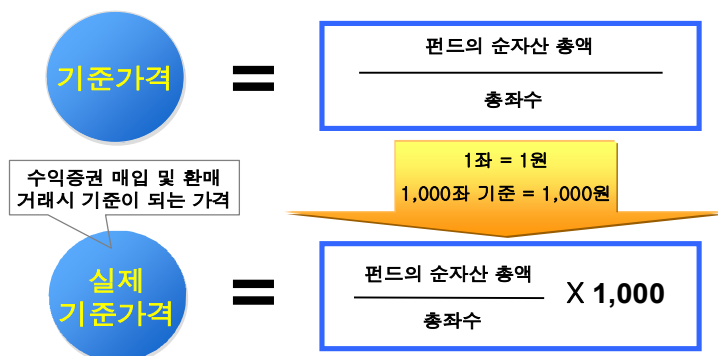 기준가격
=
펀드의 순자산 총액
총좌수
1좌 = 1원
1,000좌 기준 = 1,000원
수익증권 매입 및 환매
거래시 기준이 되는 가격
실제
기준가격
=
펀드의 순자산 총액
총좌수
X 1,000